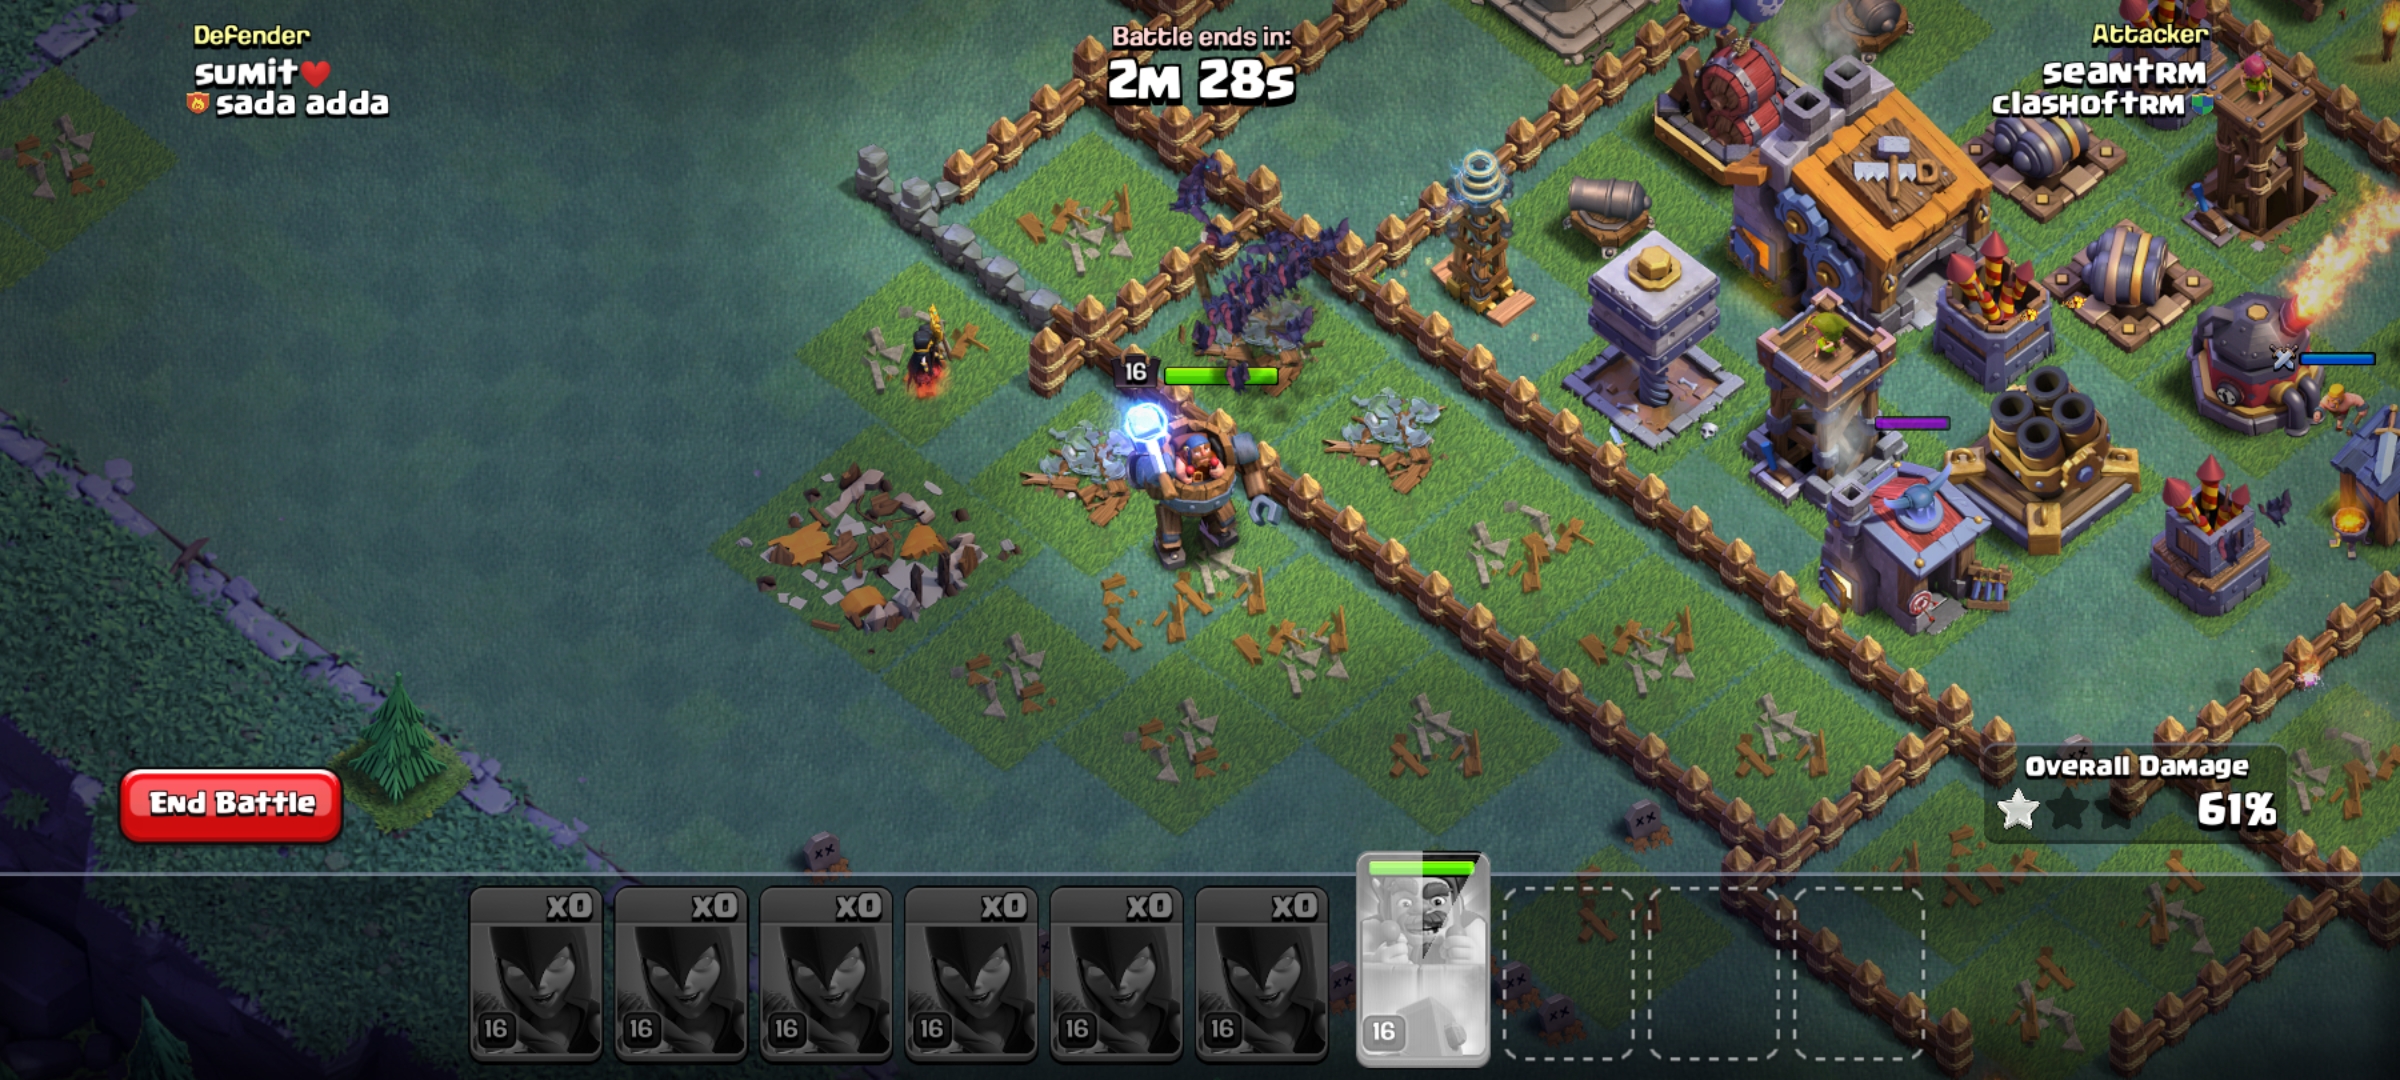 Defender
sumit❤️
sada adda
Battle ends in:
2M 28s
Attacker
seantrm
clashoftrm
16
End Battle
Overall Damage
61%
x0
x0
x0
x0
x0
x0
16
16
16
16
16
16
16